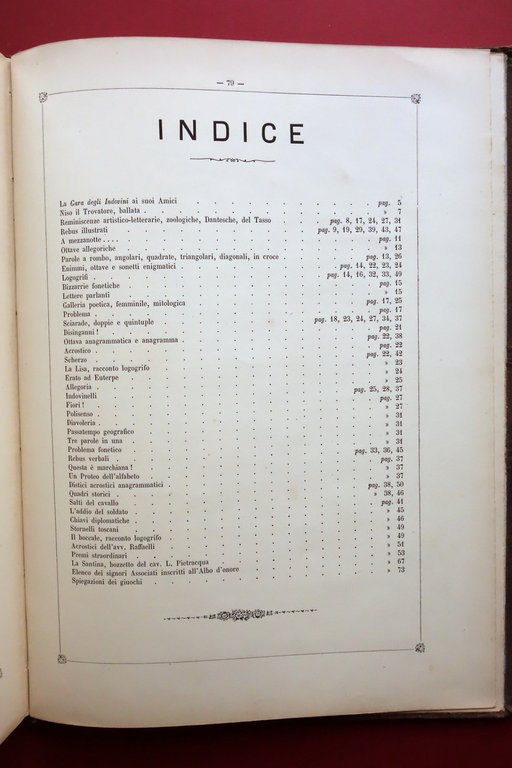 — 79 —
INDICE
La Gara degli Indovini ai suoi Amici . . . pag. 5
Niso il Trovatore, ballata . . . » 7
Reminiscenze artistico-letterarie, zoologiche, Dantesche, del Tasso . . . pag. 8, 17, 24, 27, 31
Rebus illustrati . . . pag. 9, 19, 29, 39, 43, 47
A mezzanotte .... . . . pag. 11
Ottave allegoriche . . . » 13
Parole a rombo, angolari, quadrate, triangolari, diagonali, in croce . . . pag. 13, 26
Enimmi, ottave e sonetti enigmatici . . . pag. 14, 22, 23, 24
Logogrifi . . . pag. 14, 16, 32, 33, 49
Bizzarrie fonetiche . . . pag. 15
Lettere parlanti . . . » 15
Galleria poetica, femminile, mitologica . . . pag. 17, 25
Problema . . . pag. 17
Sciarade, doppie e quintuple . . . pag. 18, 23, 24, 27, 34, 37
Disinganni ! . . . pag. 21
Ottava anagrammatica e anagramma . . . pag. 22, 38
Acrostico . . . pag. 22
Scherzo . . . pag. 22, 42
La Lisa, racconto logogrifo . . . » 23
Erato ad Euterpe . . . » 24
Allegoria . . . » 25
Indovinelli . . . pag. 25, 28, 37
Fiori ! . . . pag. 27
Polisenso . . . » 27
Diavoleria . . . » 31
Passatempo geografico . . . » 31
Tre parole in una . . . » 31
Problema fonetico . . . » 31
Rebus verbali . . . pag. 33, 36, 45
Questa è marchiana ! . . . pag. 37
Un Proteo dell'alfabeto . . . » 37
Distici acrostici anagrammatici . . . » 37
Quadri storici . . . pag. 38, 50
Salti del cavallo . . . » 38, 46
L'addio del soldato . . . pag. 41
Chiavi diplomatiche . . . » 45
Stornelli toscani . . . » 46
Il boccale, racconto logogrifo . . . » 49
Acrostici dell'avv. Raffaelli . . . » 49
Premi straordinari . . . » 51
La Santina, bozzetto del cav. L. Pietracqua . . . » 53
Elenco dei signori Associati inscritti all'Albo d'onore . . . » 67
Spiegazioni dei giuochi . . . » 73